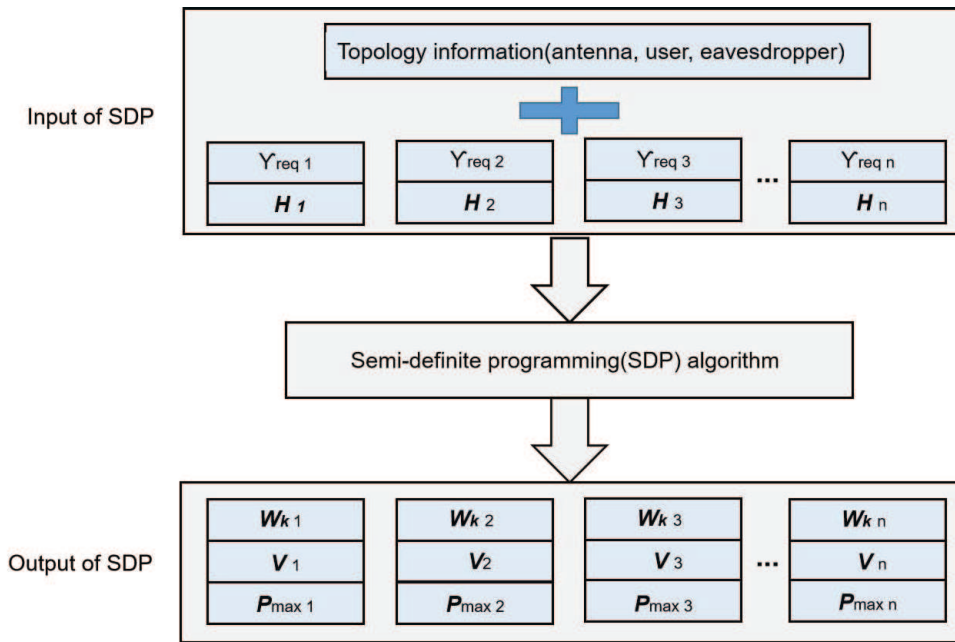 Topology information(antenna, user, eavesdropper)
Input of SDP
ϒreq 1 ϒreq 2 ϒreq 3 ... ϒreq n
H 1 H 2 H 3 H n
Semi-definite programming(SDP) algorithm
Wk 1 Wk 2 Wk 3 Wk n
Output of SDP
V 1 V2 V 3 ... V n
Pmax 1 Pmax 2 Pmax 3 Pmax n